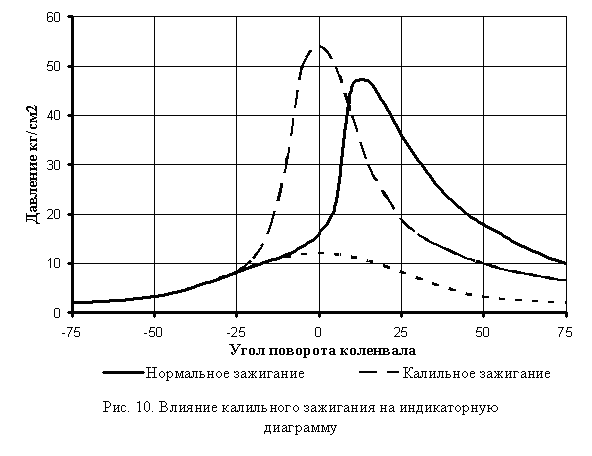 60
50
40
30
20
10
0
Давление кг/см2
-75 -50 -25 0 25 50 75
Угол поворота коленвала
Нормальное зажигание Калильное зажигание
Рис. 10. Влияние калильного зажигания на индикаторную
диаграмму